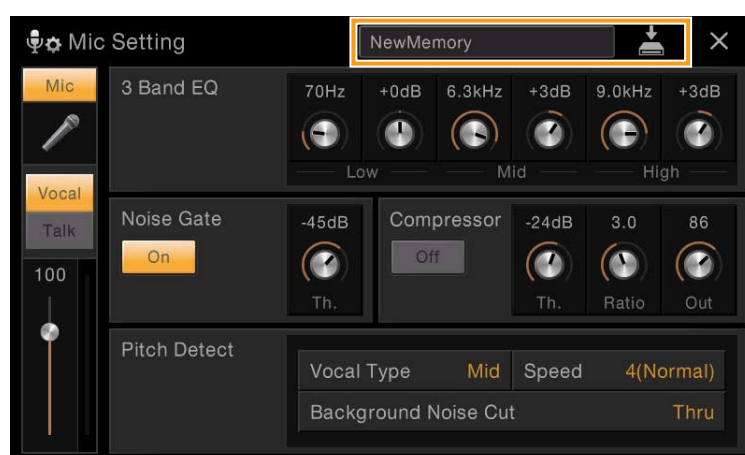 Mic Setting
NewMemory
Mic
3 Band EQ
70Hz +0dB 6.3kHz +3dB 9.0kHz +3dB
Low Mid High
Vocal
Talk
Noise Gate
On
-45dB
Th.
Compressor
Off
-24dB 3.0 86
Th. Ratio Out
100
Pitch Detect
Vocal Type Mid Speed 4(Normal)
Background Noise Cut Thru